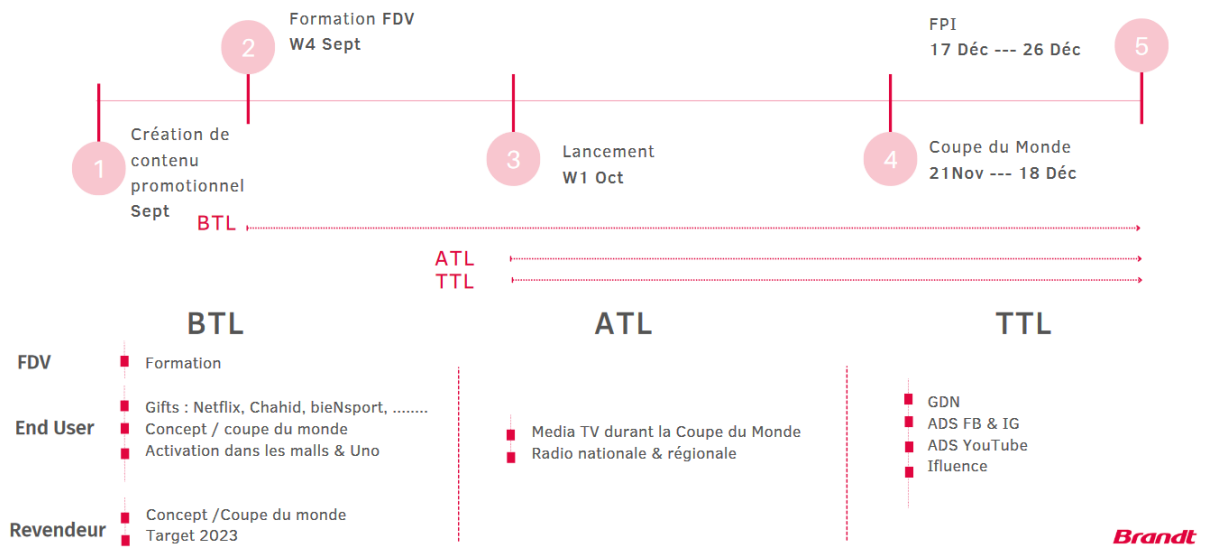 Formation FDV
W4 Sept
2
FPI
17 Déc --- 26 Déc
5
1
Création de
contenu
promotionnel
Sept
3
Lancement
W1 Oct
4
Coupe du Monde
21Nov --- 18 Déc
BTL
ATL
TTL
BTL
ATL
TTL
FDV
Formation
End User
Gifts : Netflix, Chahid, bieNsport, ........
Concept / coupe du monde
Activation dans les malls & Uno
Media TV durant la Coupe du Monde
Radio nationale & régionale
GDN
ADS FB & IG
ADS YouTube
Ifluence
Revendeur
Concept /Coupe du monde
Target 2023
Brandt